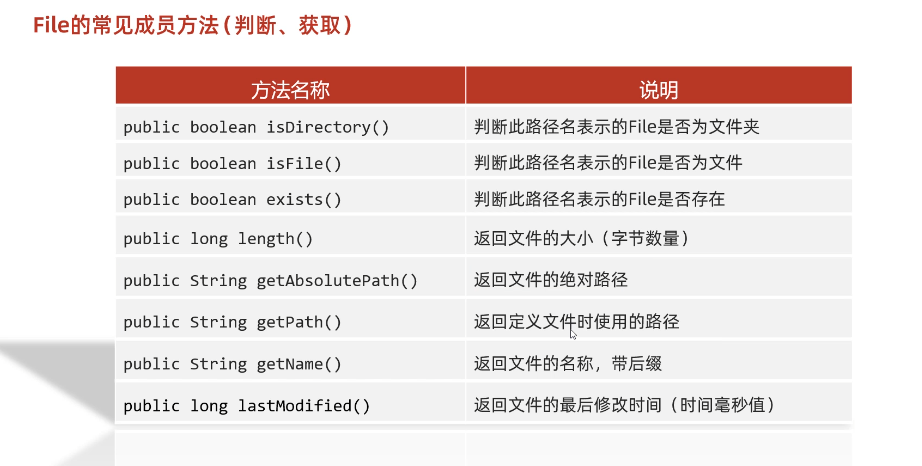 File的常见成员方法(判断、获取)
方法名称 说明
public boolean isDirectory() 判断此路径名表示的File是否为文件夹
public boolean isFile() 判断此路径名表示的File是否为文件
public boolean exists() 判断此路径名表示的File是否存在
public long length() 返回文件的大小（字节数量）
public String getAbsolutePath() 返回文件的绝对路径
public String getPath() 返回定义文件时使用的路径
public String getName() 返回文件的名称，带后缀
public long lastModified() 返回文件的最后修改时间（时间毫秒值）